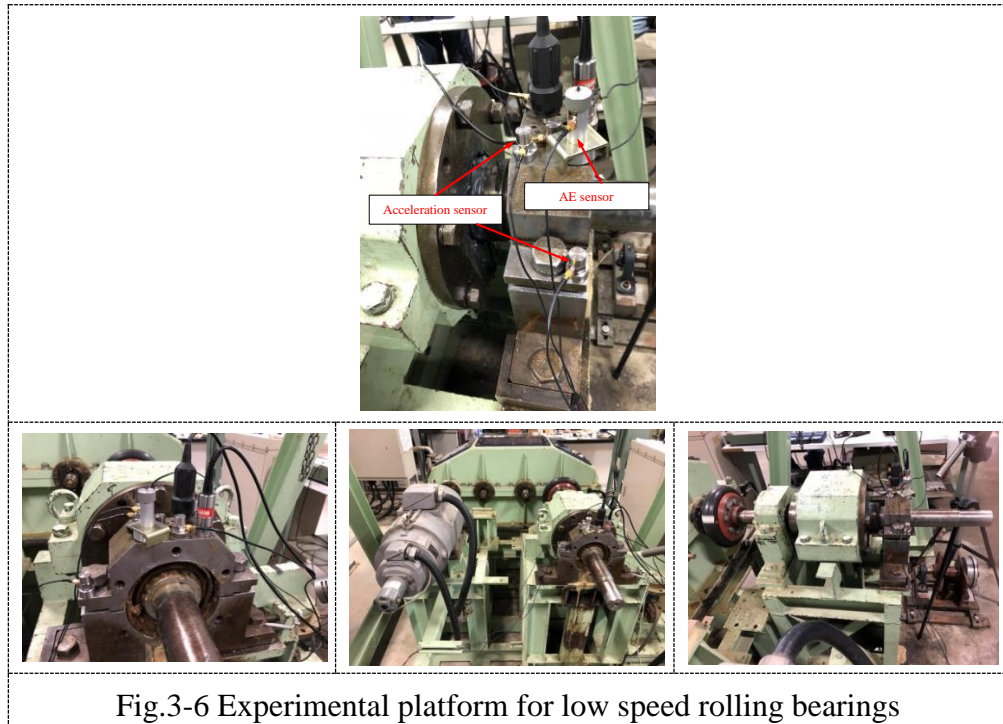 Acceleration sensor
AE sensor
Fig.3-6 Experimental platform for low speed rolling bearings